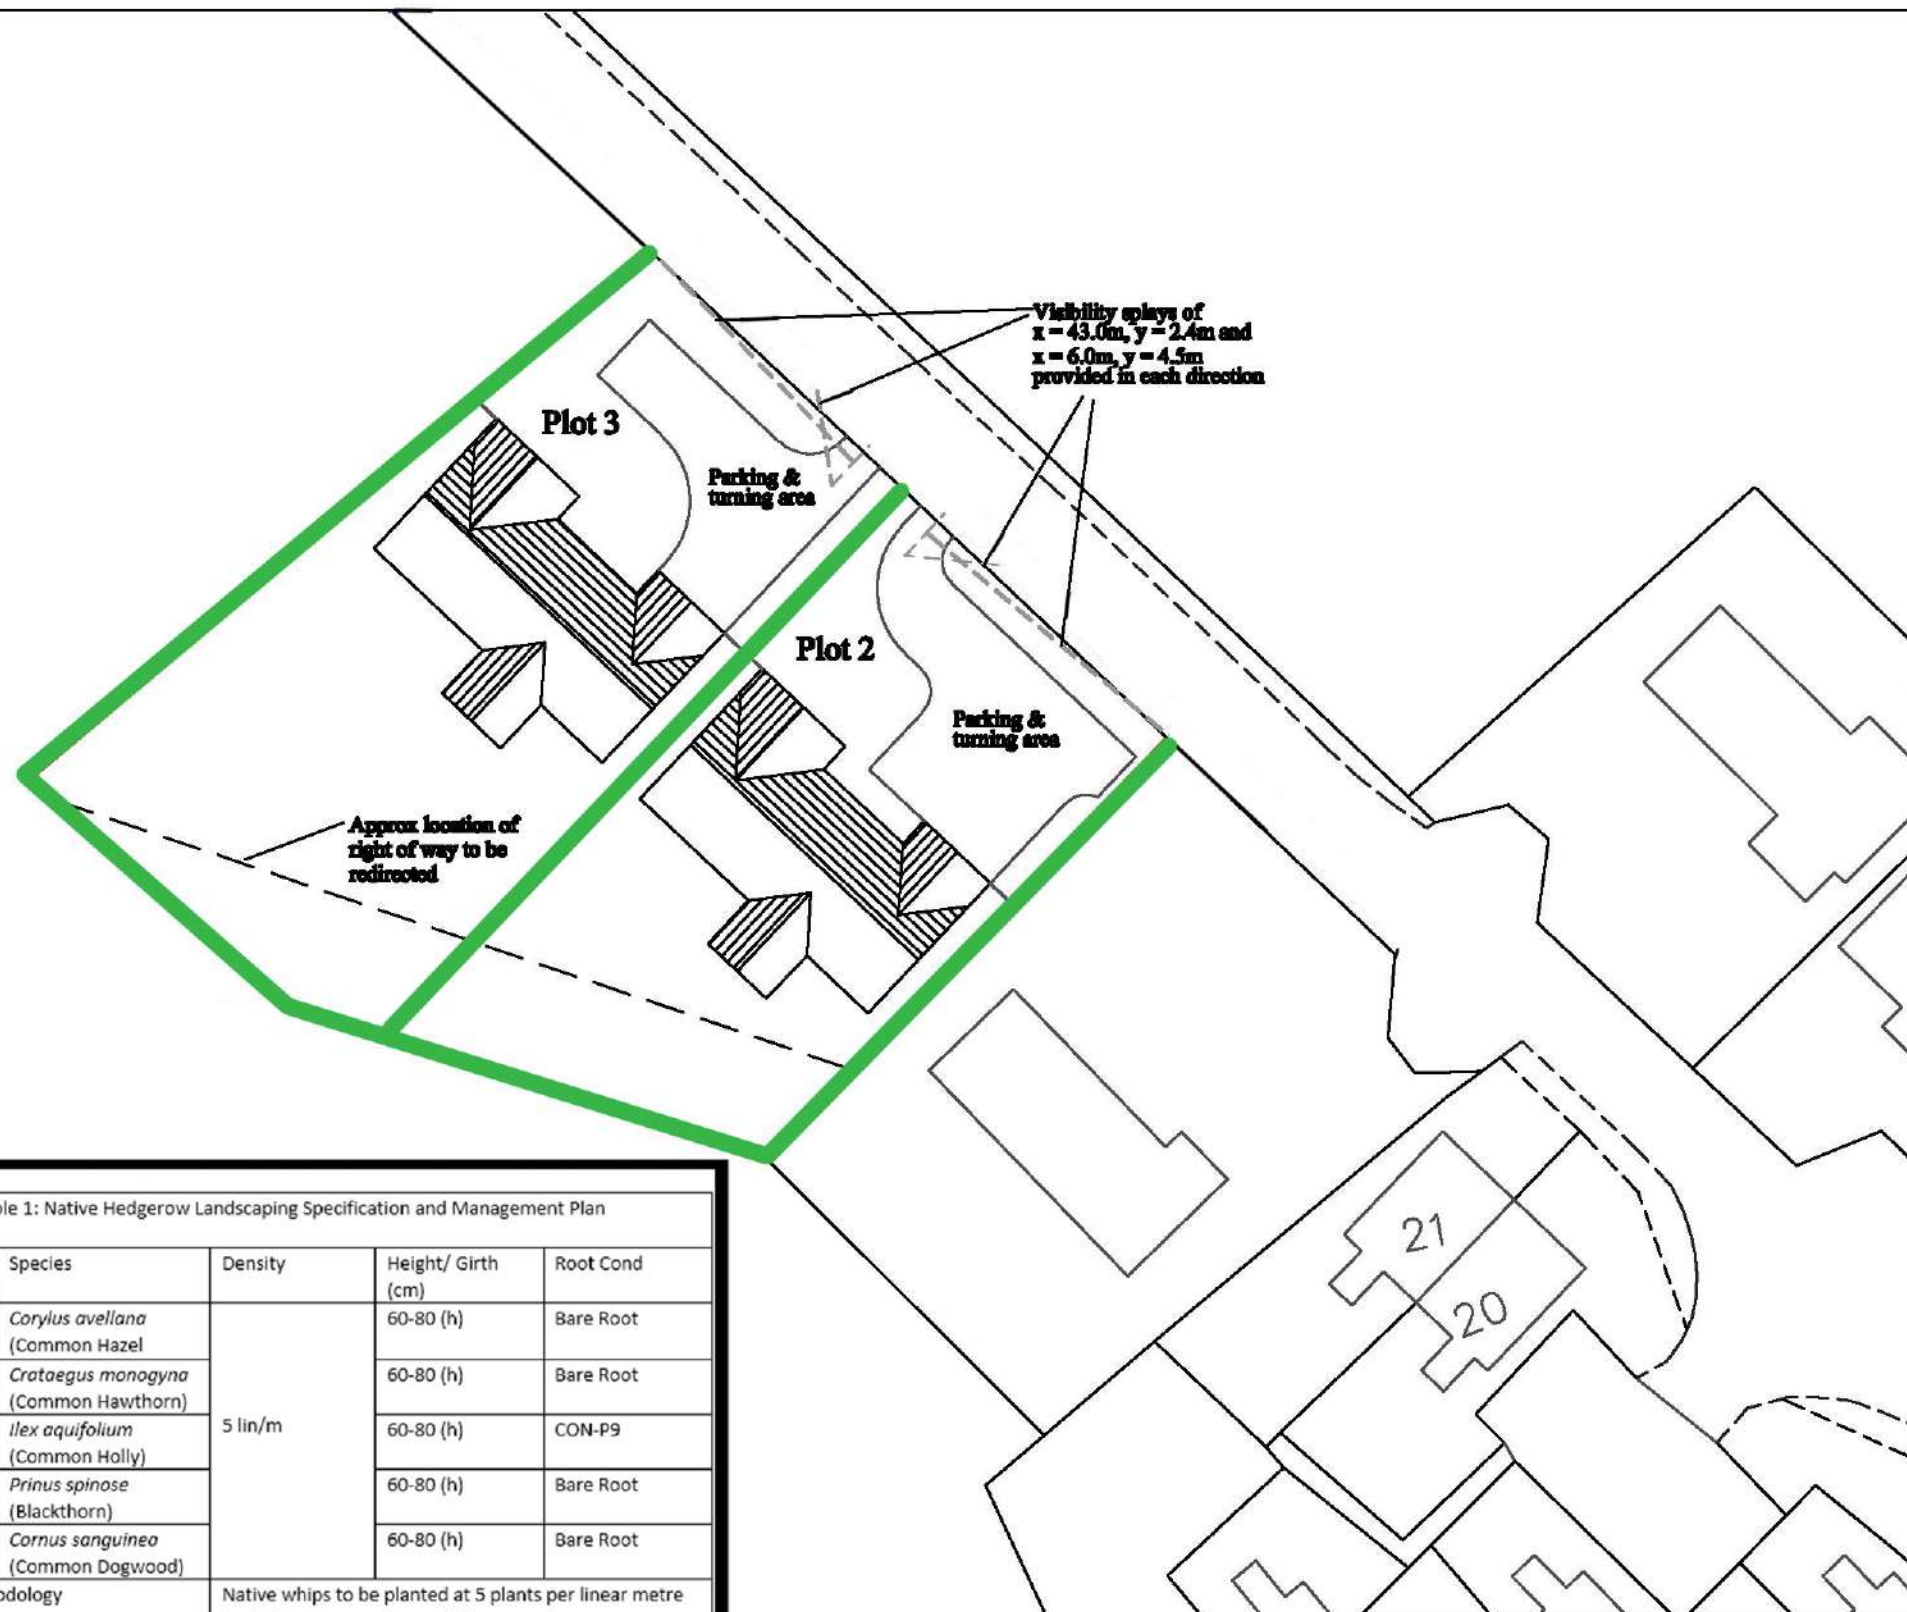 Visibility splays of
x = 43.0m, y = 2.4m and
x = 6.0m, y = 4.5m
provided in each direction
Plot 3
Parking &
turning area
Plot 2
Parking &
turning area
Approx location of
right of way to be
redirected
21
20
le 1: Native Hedgerow Landscaping Specification and Management Plan
Species Density Height/ Girth Root Cond
(cm)
Corylus avellana 60-80 (h) Bare Root
(Common Hazel
Crataegus monogyna 60-80 (h) Bare Root
(Common Hawthorn)
Ilex aquifolium 5 lin/m 60-80 (h) CON-P9
(Common Holly)
Prinus spinose 60-80 (h) Bare Root
(Blackthorn)
Cornus sanguinea 60-80 (h) Bare Root
(Common Dogwood)
odology Native whips to be planted at 5 plants per linear metre